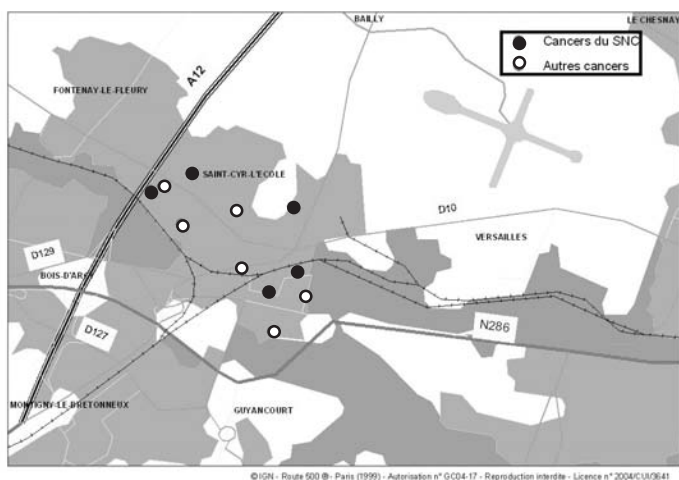 BAILLY
LE CHESNAY
Cancers du SNC
Autres cancers
A12
FONTENAY-LE-FLEURY
SAINT-CYR-L'ECOLE
D10
VERSAILLES
D129
BOIS-D'ARCY
N286
D127
MONTIGNY-LE-BRETONNEUX
GUYANCOURT
©IGN - Route 500 ® - Paris (1999) - Autorisation n° GC04-17 - Reproduction interdite - Licence n° 2004/CUI/3641